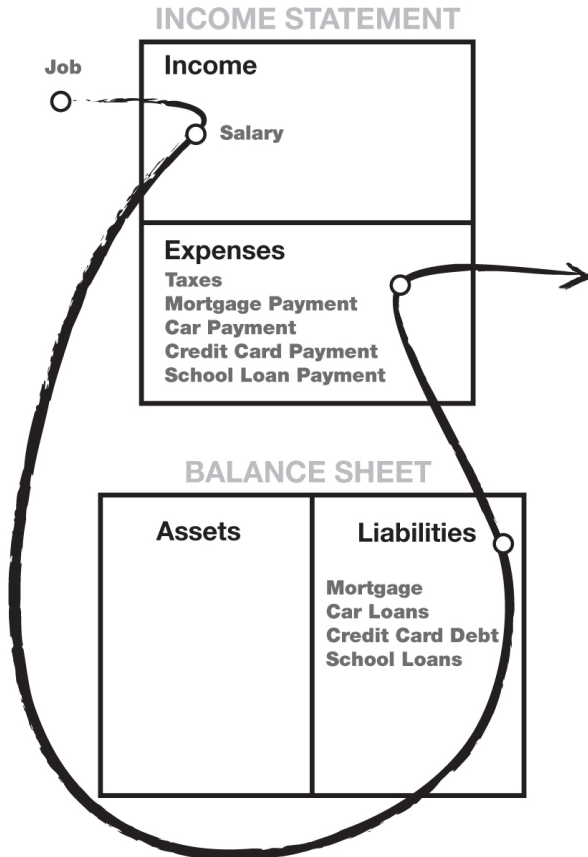 INCOME STATEMENT
Job
Income
Salary
Expenses
Taxes
Mortgage Payment
Car Payment
Credit Card Payment
School Loan Payment
BALANCE SHEET
Assets
Liabilities
Mortgage
Car Loans
Credit Card Debt
School Loans